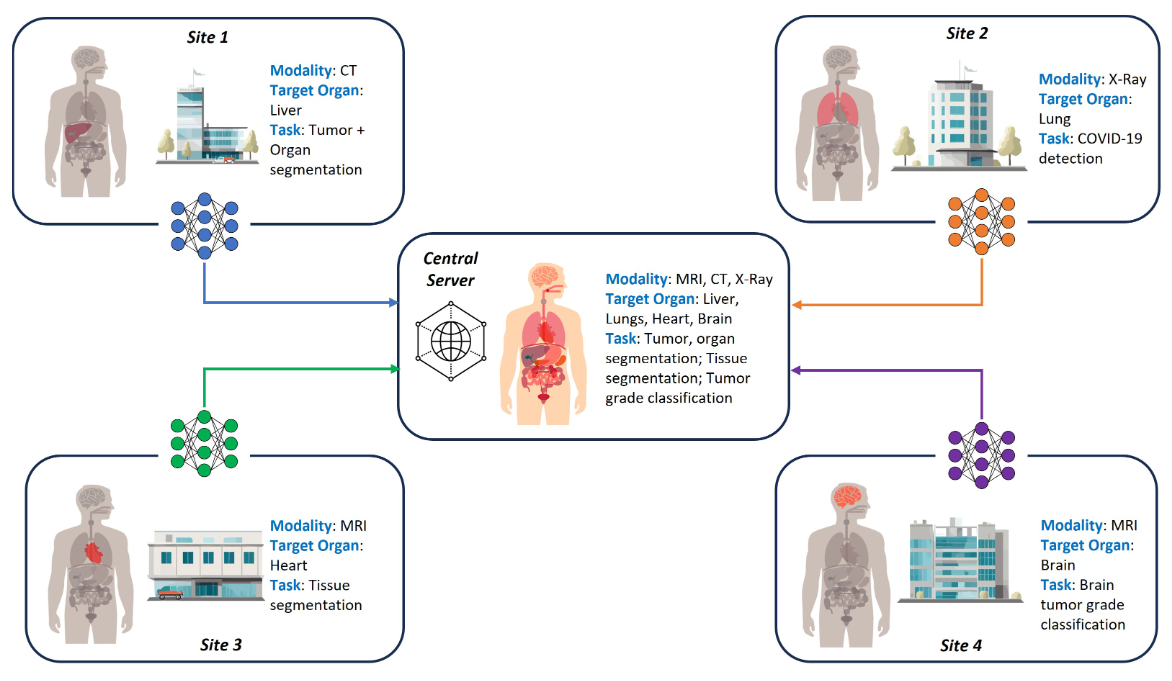 Site 1
Modality: CT
Target Organ:
Liver
Task: Tumor +
Organ
segmentation
Site 2
Modality: X-Ray
Target Organ:
Lung
Task: COVID-19
detection
Central
Server
Modality: MRI, CT, X-Ray
Target Organ: Liver,
Lungs, Heart, Brain
Task: Tumor, organ
segmentation; Tissue
segmentation; Tumor
grade classification
Modality: MRI
Target Organ:
Heart
Task: Tissue
segmentation
Site 3
Modality: MRI
Target Organ:
Brain
Task: Brain
tumor grade
classification
Site 4